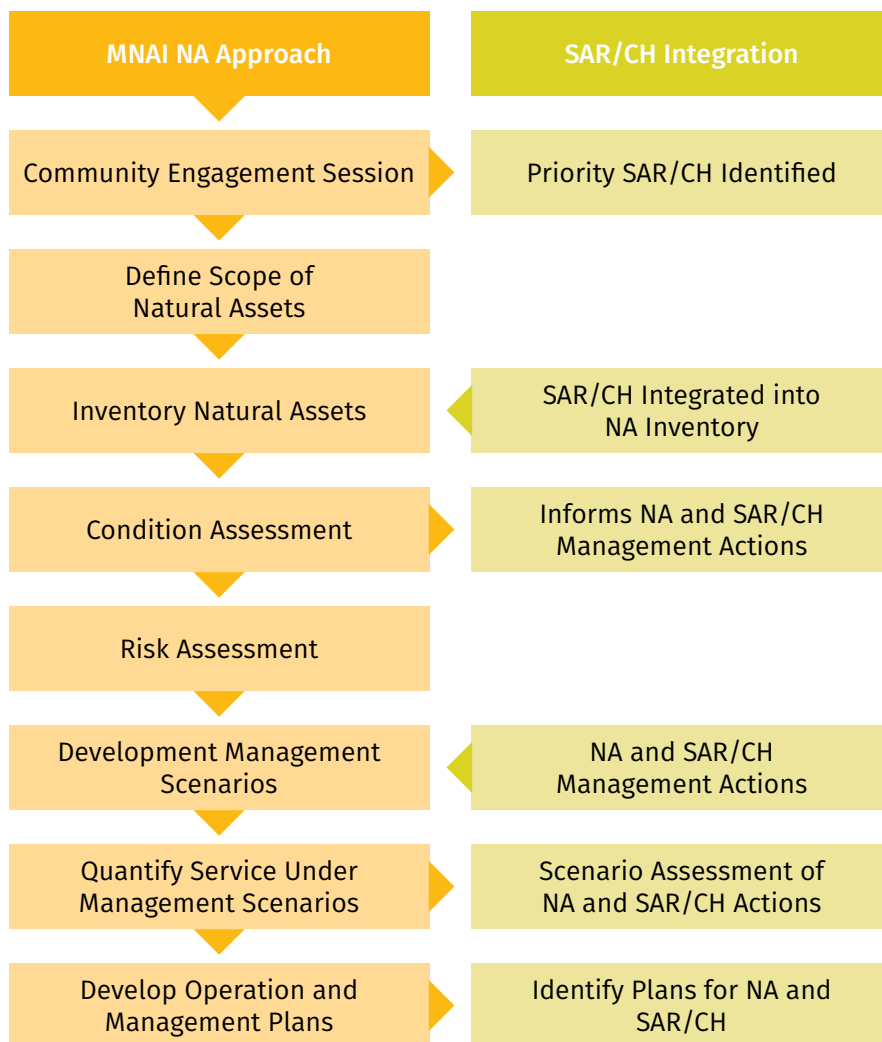 MNAI NA Approach
SAR/CH Integration
Community Engagement Session
Priority SAR/CH Identified
Define Scope of
Natural Assets
Inventory Natural Assets
SAR/CH Integrated into
NA Inventory
Condition Assessment
Informs NA and SAR/CH
Management Actions
Risk Assessment
Development Management
Scenarios
NA and SAR/CH
Management Actions
Quantify Service Under
Management Scenarios
Scenario Assessment of
NA and SAR/CH Actions
Develop Operation and
Management Plans
Identify Plans for NA and
SAR/CH